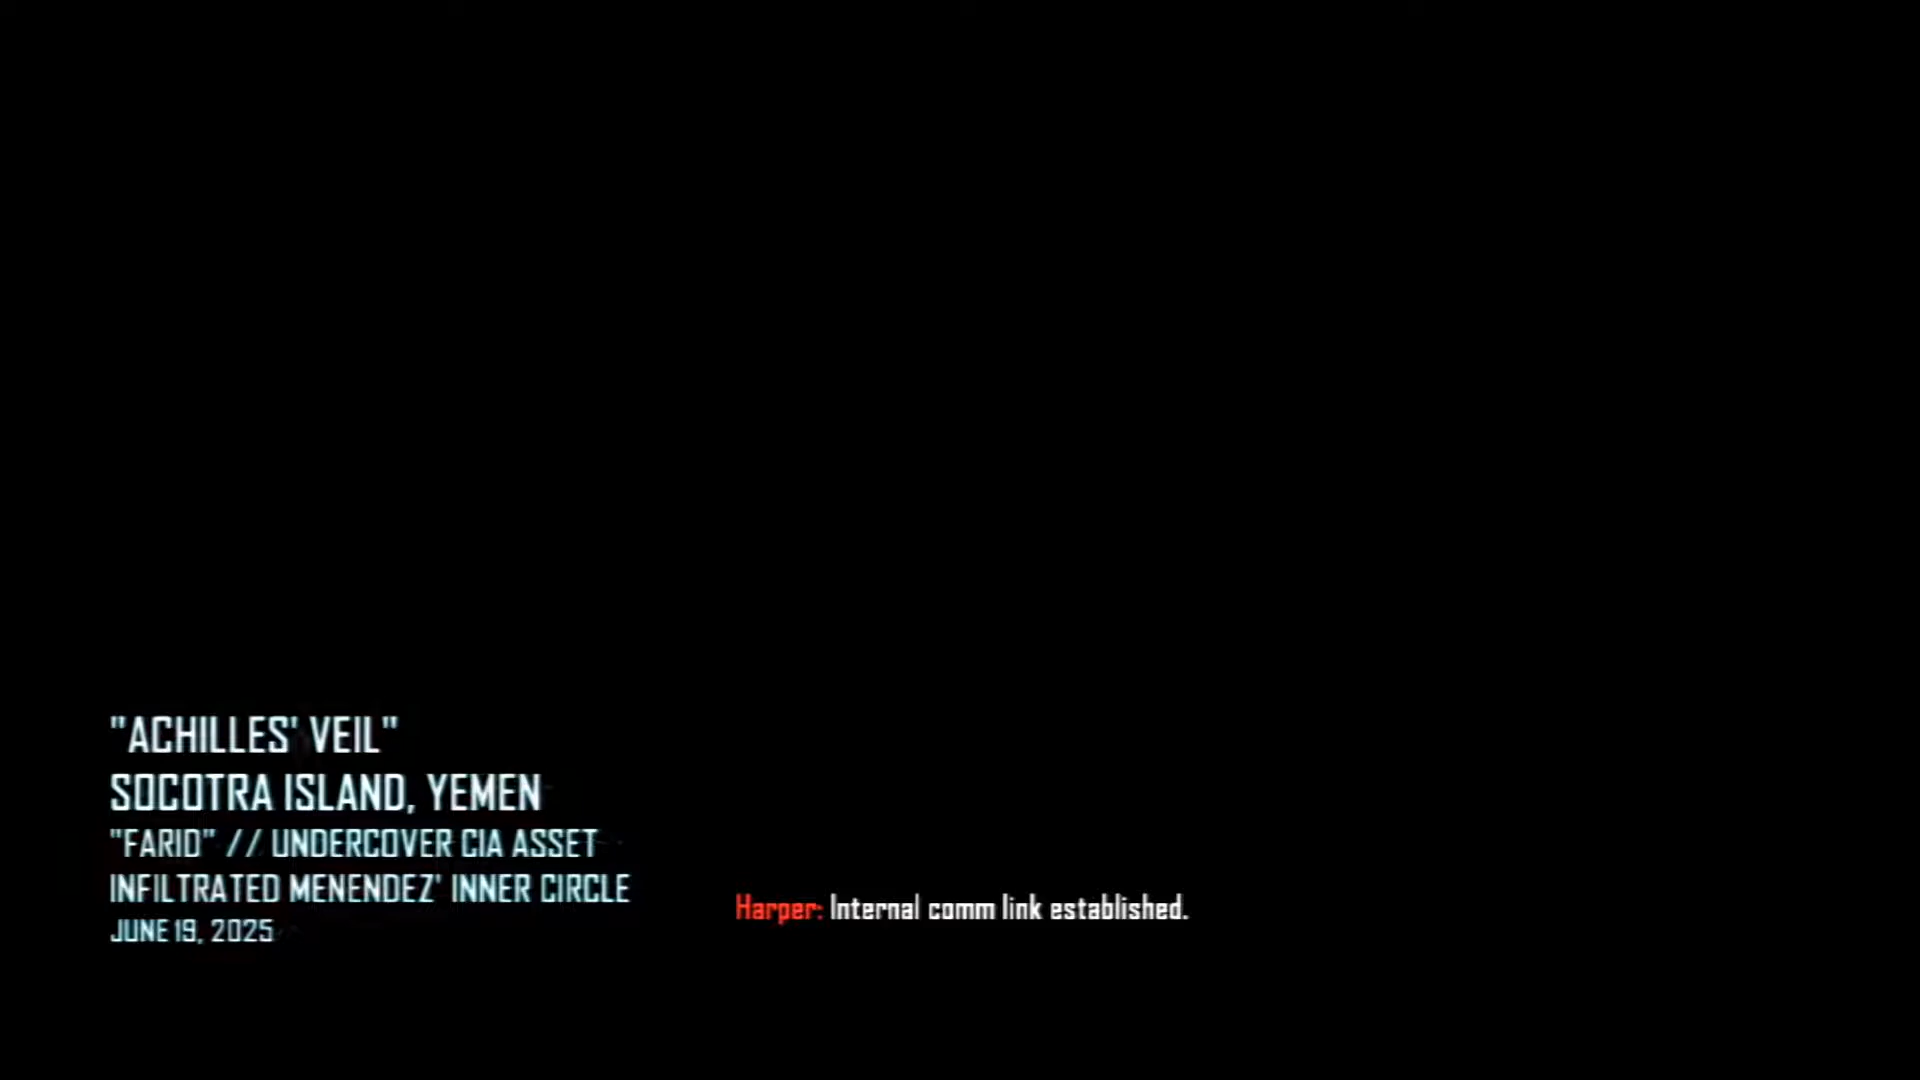 "ACHILLES' VEIL"
SOCOTRA ISLAND, YEMEN
"FARID" // UNDERCOVER CIA ASSET
INFILTRATED MENENDEZ' INNER CIRCLE
JUNE 19, 2025
Harper: Internal comm link established.